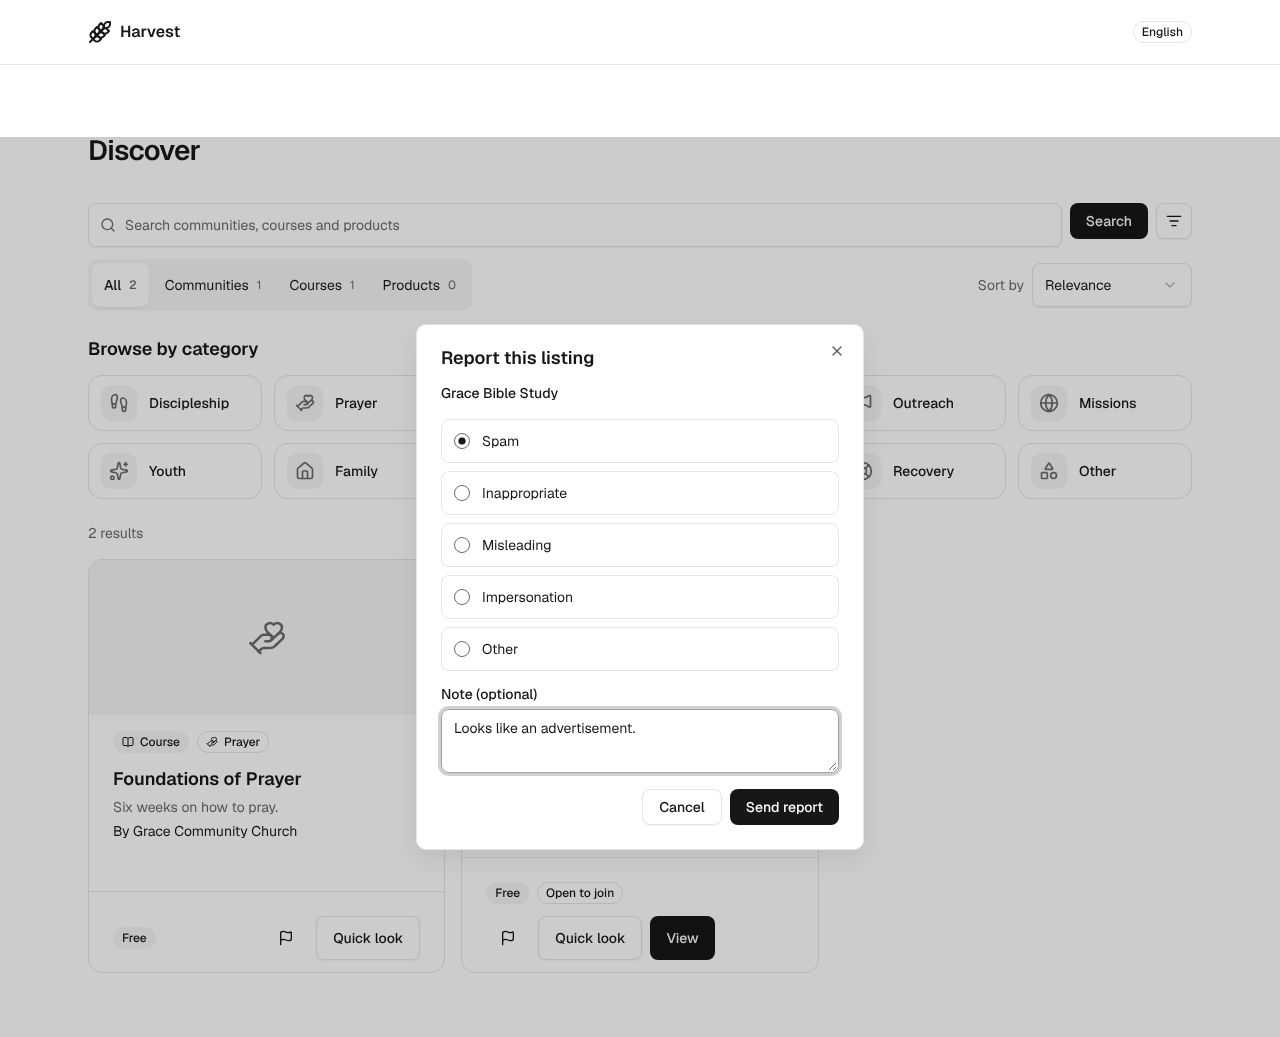 Harvest
English
Discover
Search communities, courses and products
Search
All 2
Communities 1
Courses 1
Products 0
Sort by
Relevance
Browse by category
Discipleship
Prayer
Outreach
Missions
Youth
Family
Recovery
Other
2 results
Course
Prayer
Foundations of Prayer
Six weeks on how to pray.
By Grace Community Church
Free
Quick look
Free
Open to join
Quick look
View
Report this listing
Grace Bible Study
Spam
Inappropriate
Misleading
Impersonation
Other
Note (optional)
Looks like an advertisement.
Cancel
Send report